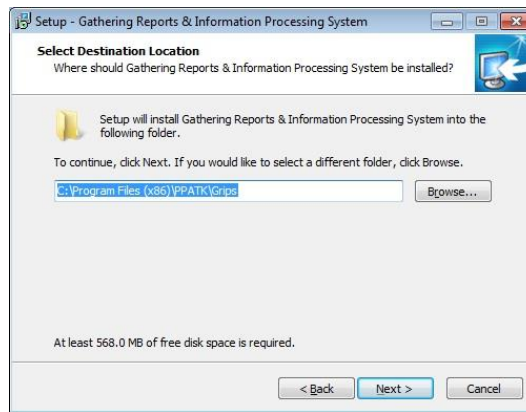 Setup - Gathering Reports & Information Processing System
Select Destination Location
Where should Gathering Reports & Information Processing System be installed?
Setup will install Gathering Reports & Information Processing System into the
following folder.
To continue, click Next. If you would like to select a different folder, click Browse.
C:\Program Files (x86)\PPATK\Grips
Browse...
At least 568.0 MB of free disk space is required.
< Back
Next >
Cancel